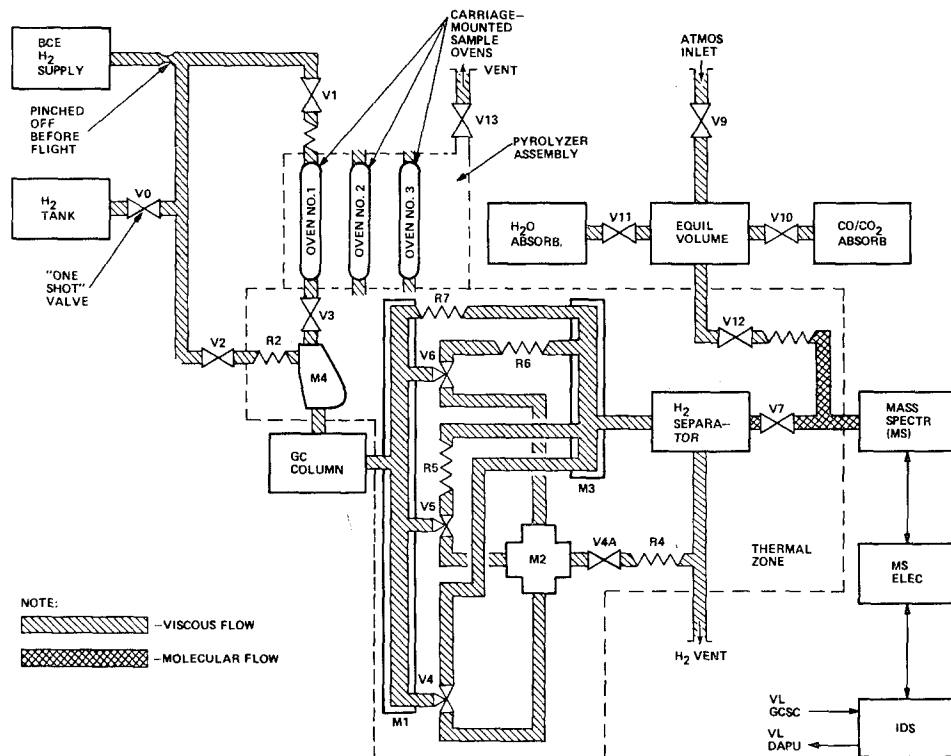 BCE
H2
SUPPLY
PINCHED
OFF
BEFORE
FLIGHT
CARRIAGE-
MOUNTED
SAMPLE
OVENS
VENT
V1
V13
PYROLYZER
ASSEMBLY
ATMOS
INLET
V9
H2
TANK
V0
"ONE
SHOT"
VALVE
OVEN NO. 1
OVEN NO. 2
OVEN NO. 3
H2O
ABSORB.
V11
EQUIL
VOLUME
V10
CO/CO2
ABSORB
V3
V2
R2
M4
GC
COLUMN
R7
V6
R6
R5
V5
M3
V12
H2
SEPARA-
TOR
V7
MASS
SPECTR
(MS)
M2
V4A
R4
THERMAL
ZONE
MS
ELEC
H2 VENT
V4
M1
NOTE:
-VISCOUS FLOW
-MOLECULAR FLOW
VL
GCSC
VL
DAPU
IDS